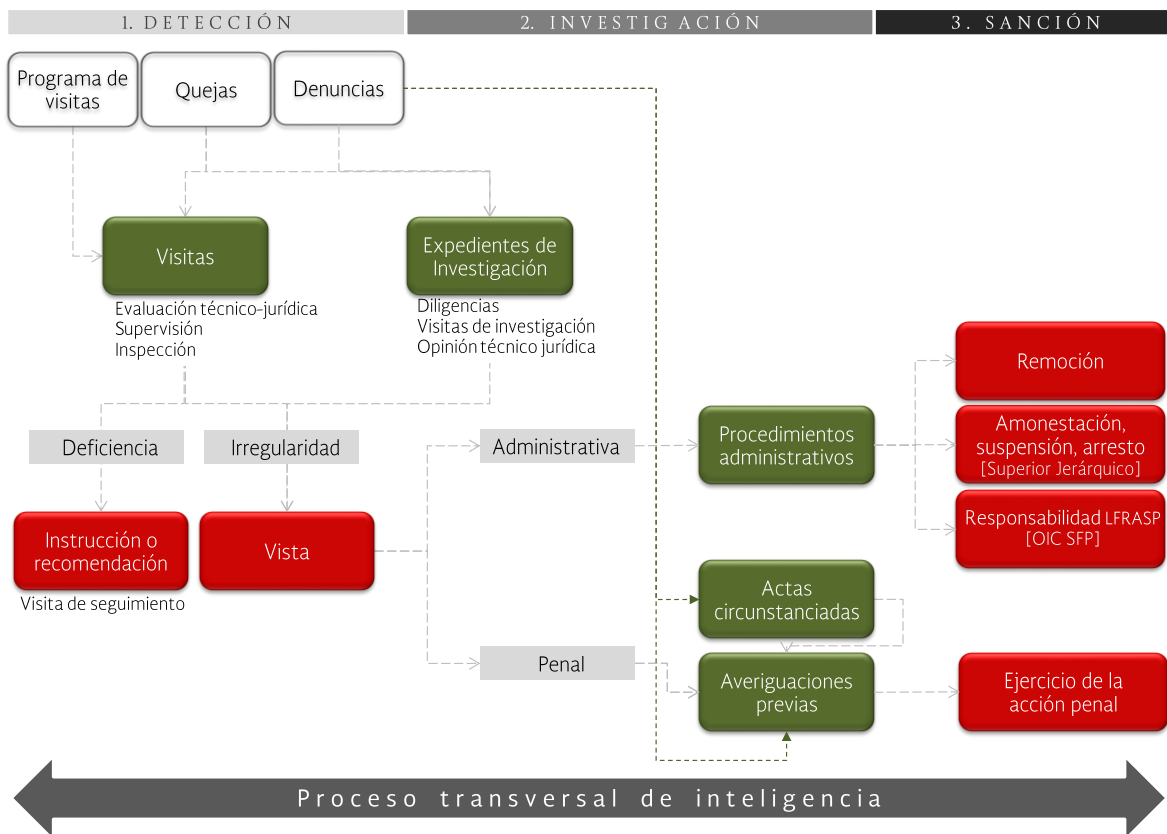 1. DETECCIÓN
2. INVESTIGACIÓN
3. SANCIÓN
Programa de
visitas
Quejas
Denuncias
Visitas
Evaluación técnico-jurídica
Supervisión
Inspección
Expedientes de
Investigación
Diligencias
Visitas de investigación
Opinión técnico jurídica
Deficiencia
Irregularidad
Instrucción o
recomendación
Visita de seguimiento
Vista
Administrativa
Penal
Procedimientos
administrativos
Actas
circunstanciadas
Averiguaciones
previas
Remoción
Amonestación,
suspensión, arresto
[Superior Jerárquico]
Responsabilidad LFRASP
[OIC SFP]
Ejercicio de la
acción penal
Proceso transversal de inteligencia